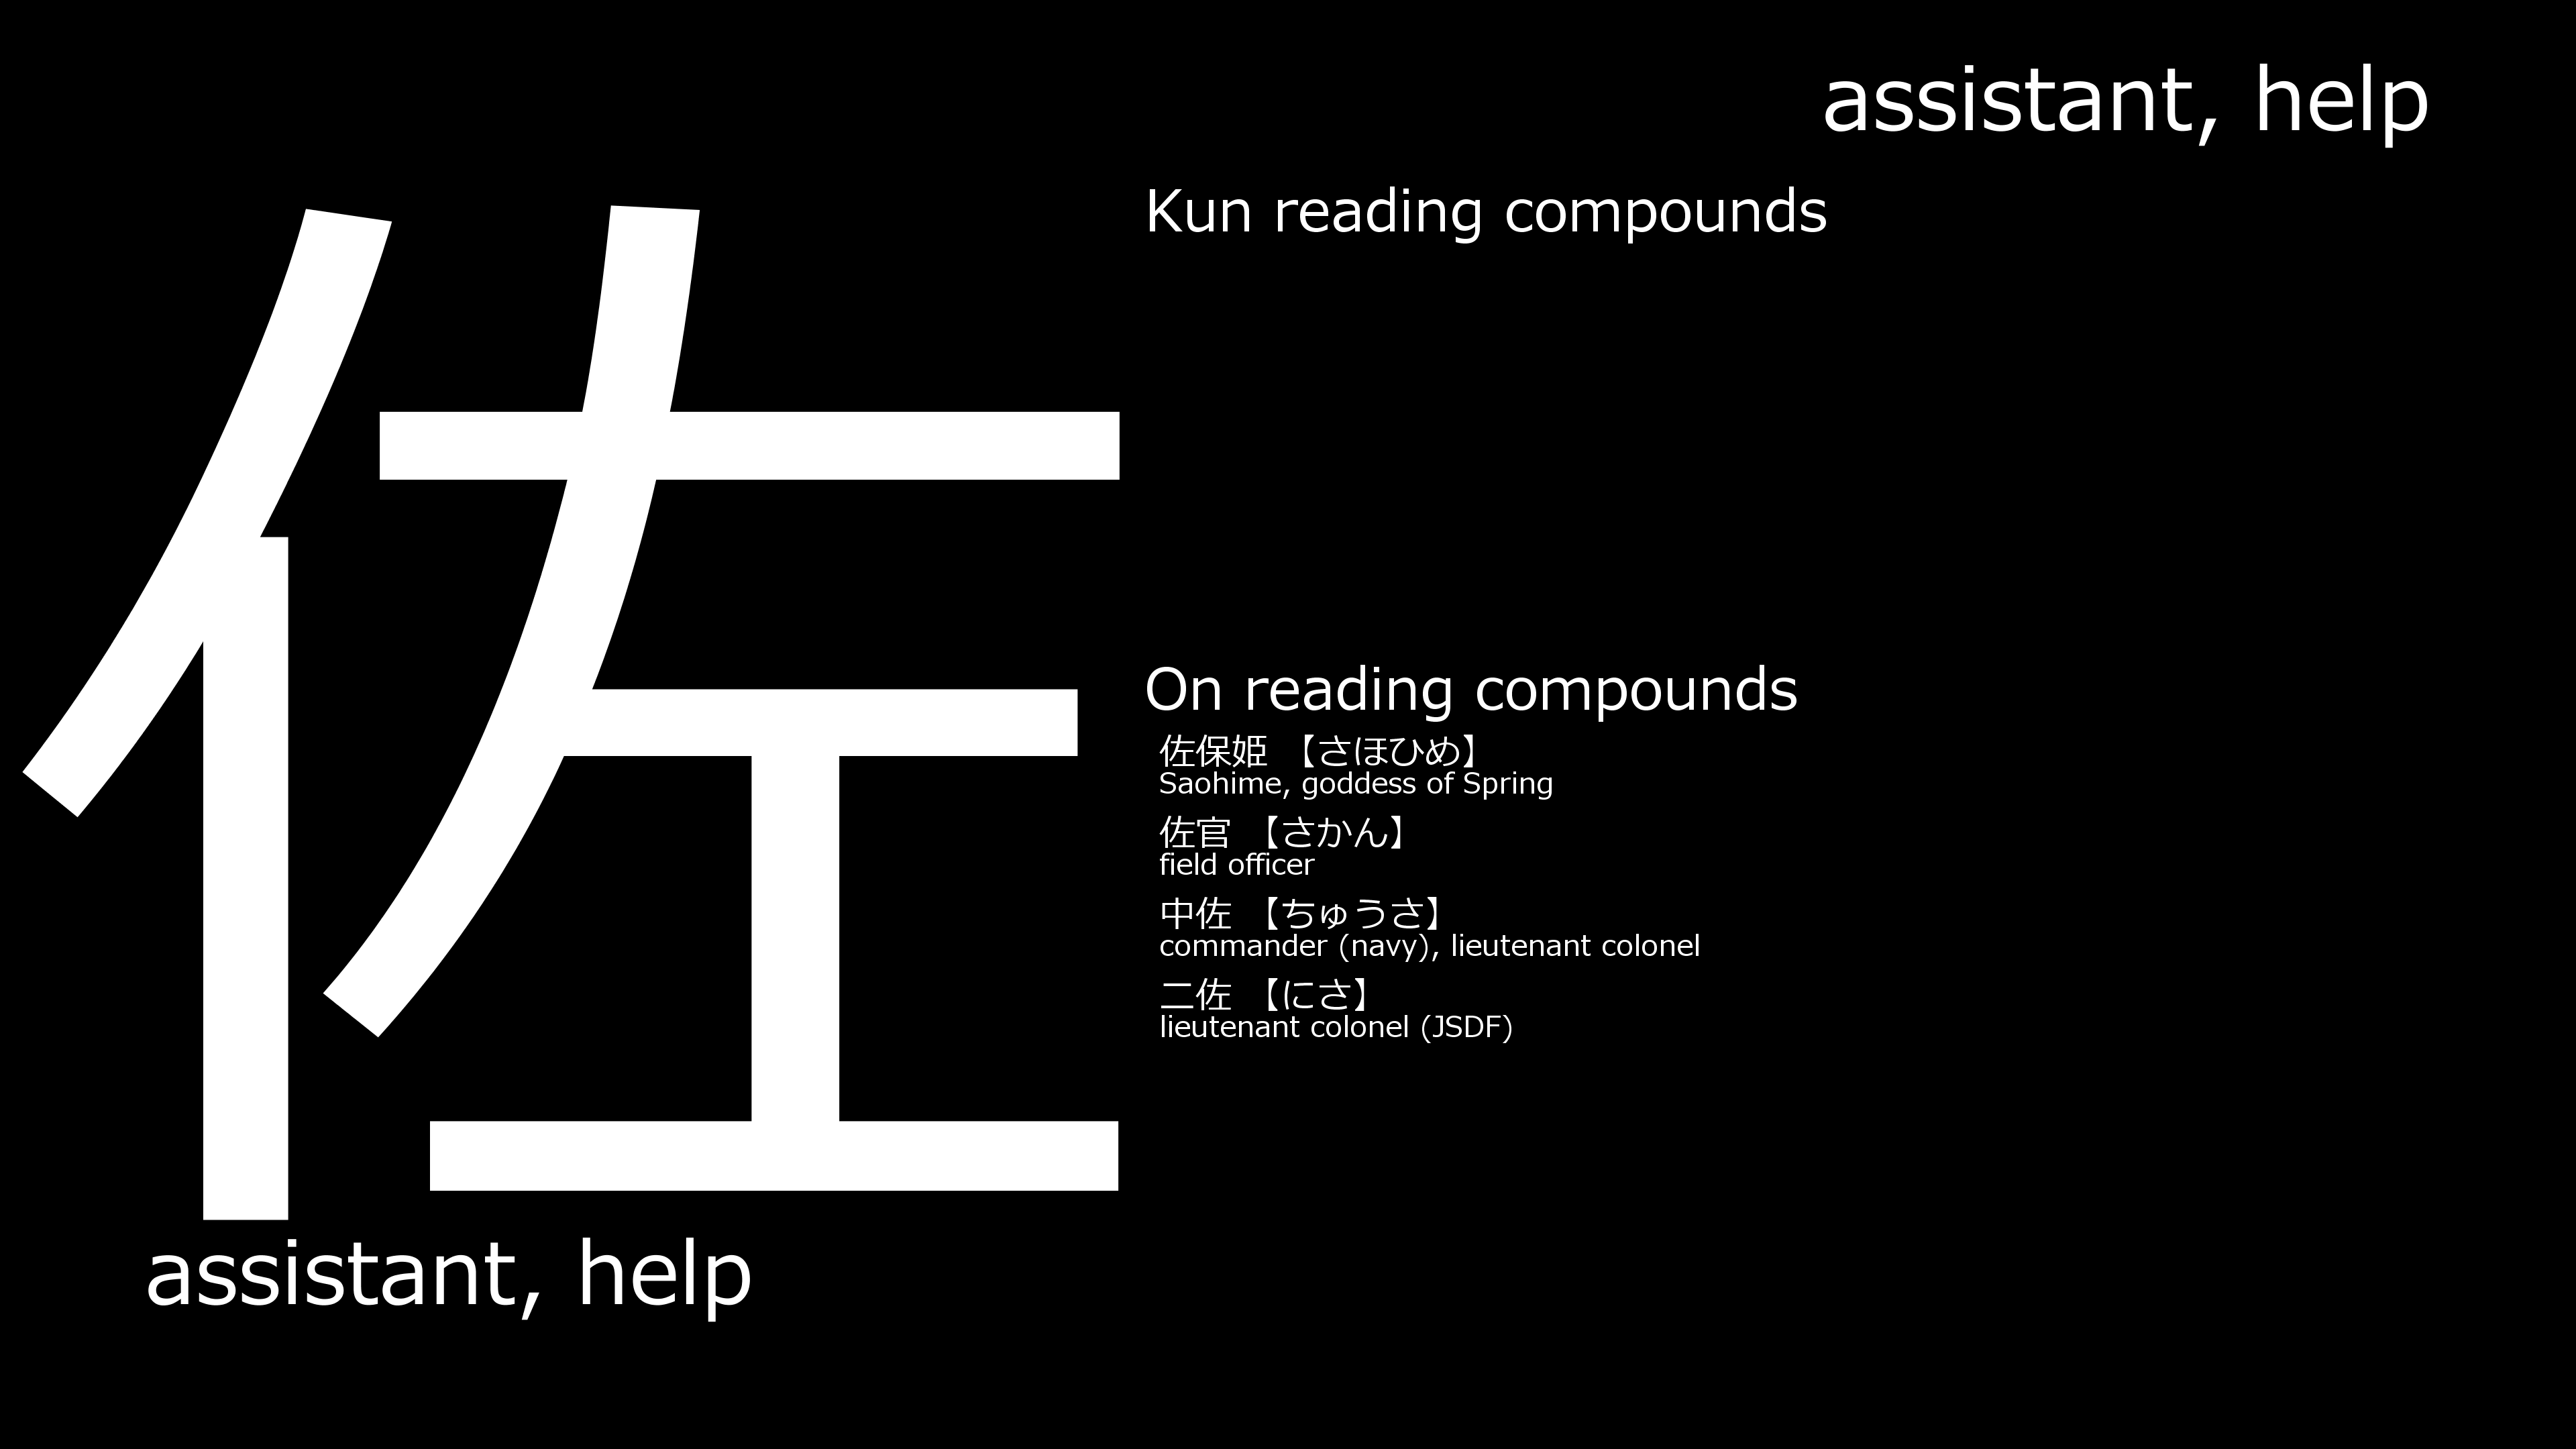 assistant, help
佐
assistant, help
Kun reading compounds
On reading compounds
佐保姫 【さほひめ】
Saohime, goddess of Spring
佐官 【さかん】
field officer
中佐 【ちゅうさ】
commander (navy), lieutenant colonel
二佐 【にさ】
lieutenant colonel (JSDF)